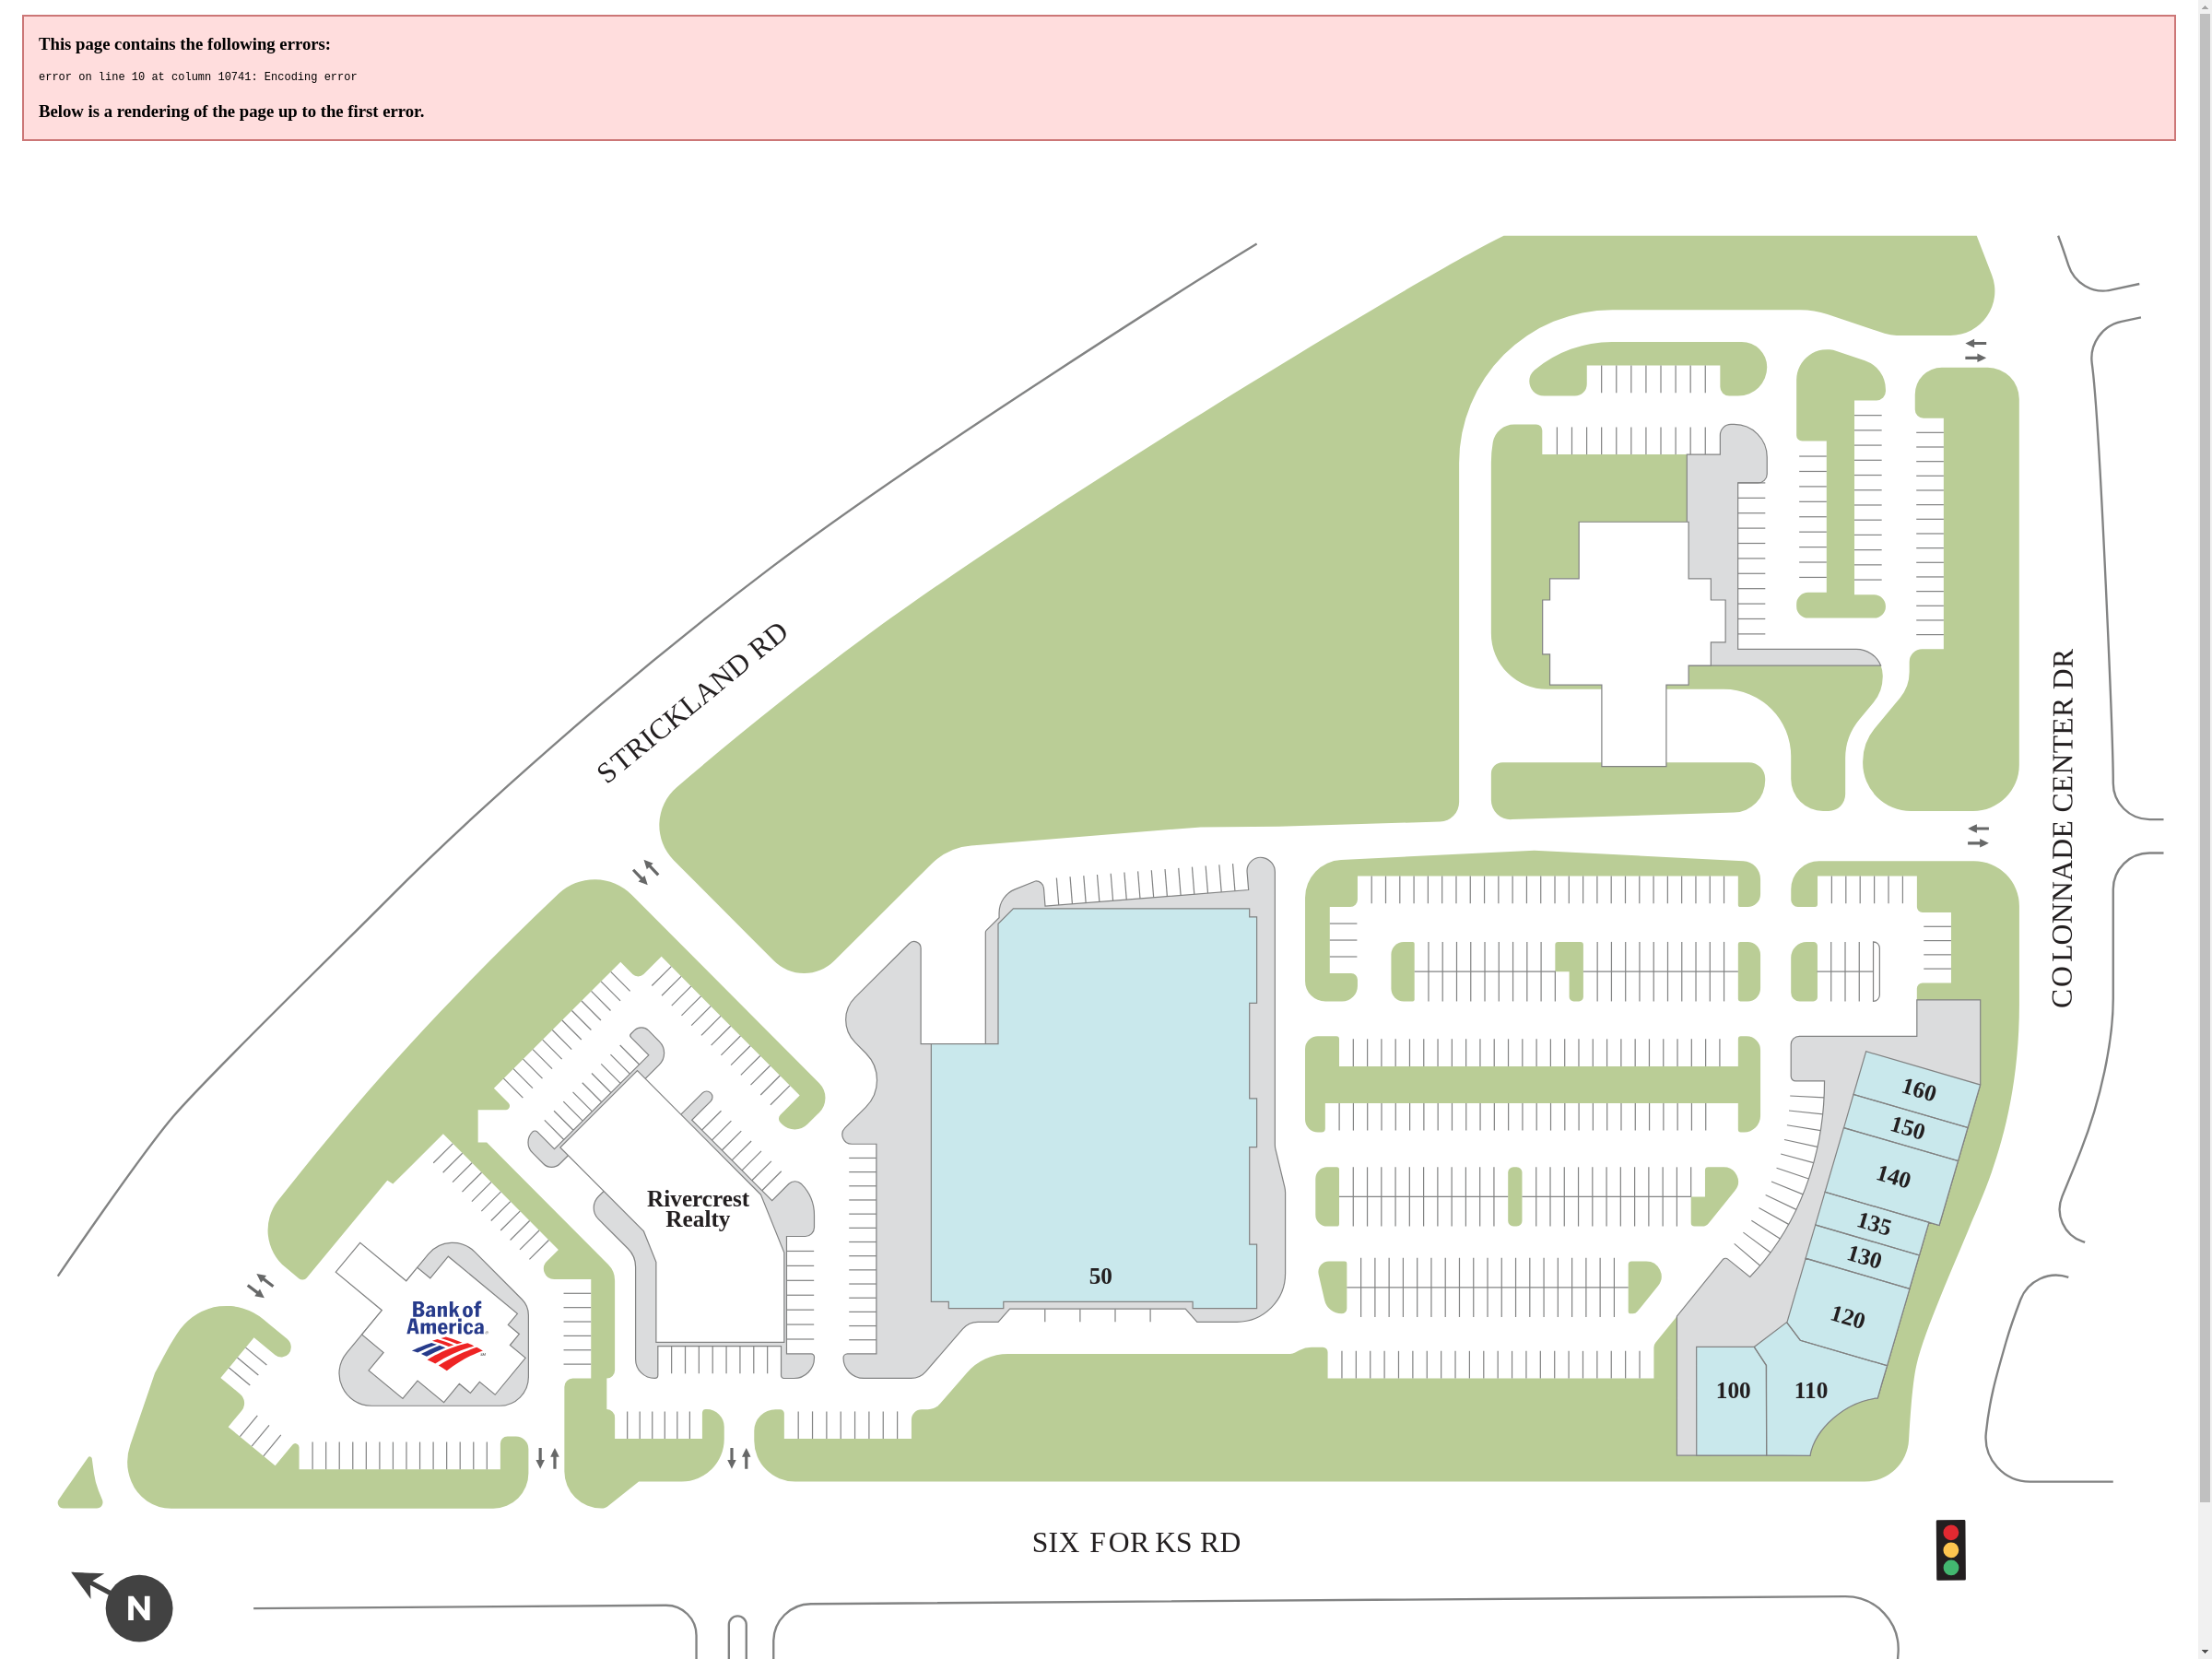 This page contains the following errors:
error on line 10 at column 10741: Encoding error
Below is a rendering of the page up to the first error.
STRICKLAND RD
COLONNADE CENTER DR
160
150
140
135
130
120
110
100
Rivercrest
Realty
50
Bank of
America
SIX FORKS RD
N